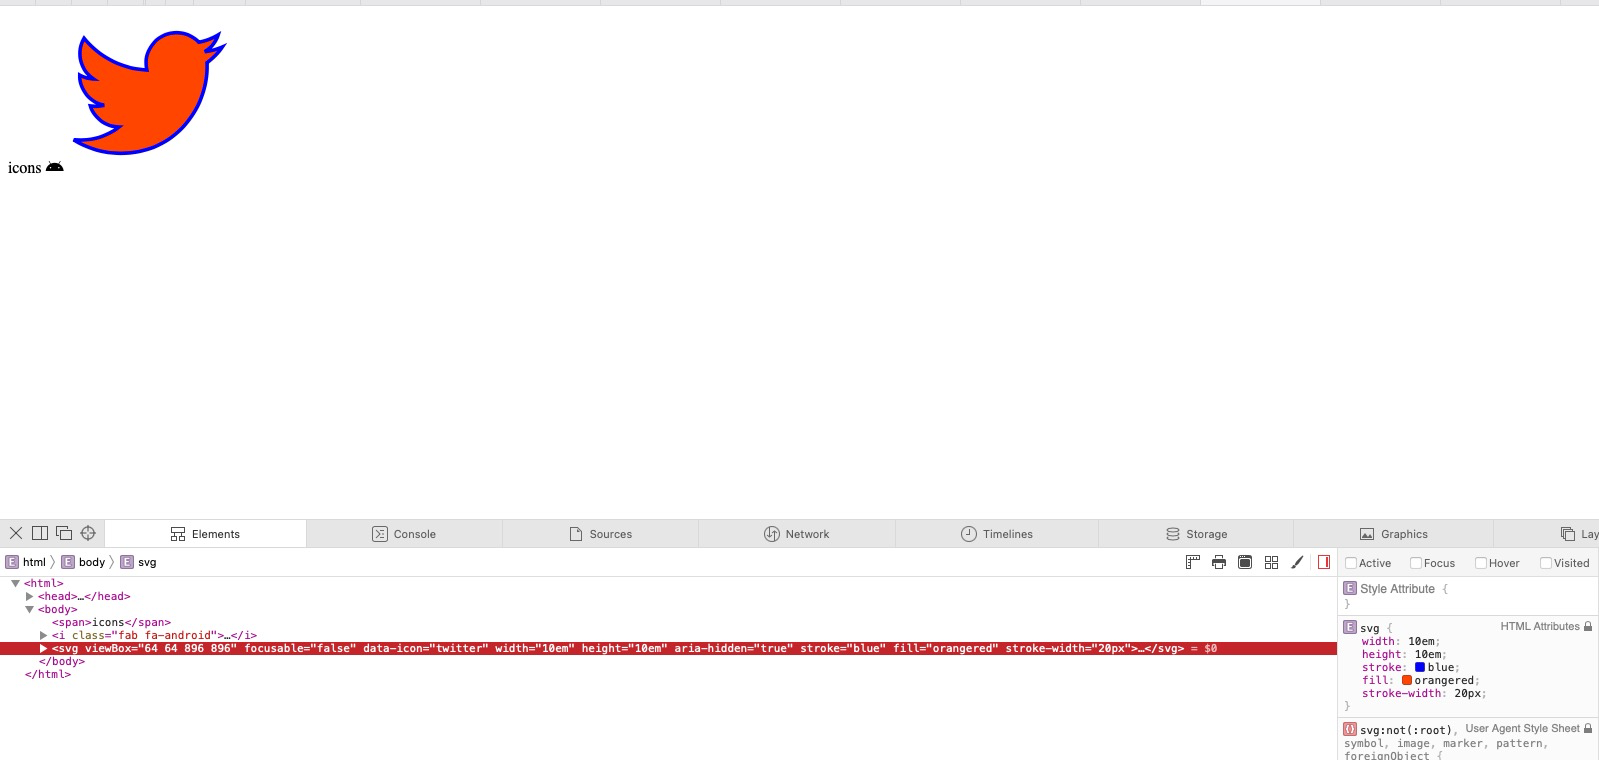 icons
Elements Console Sources Network Timelines Storage Graphics Lay
E html E body E svg
Active Focus Hover Visited
<html>
<head>…</head>
<body>
<span>icons</span>
<i class="fab fa-android">…</i>
<svg viewBox="64 64 896 896" focusable="false" data-icon="twitter" width="10em" height="10em" aria-hidden="true" stroke="blue" fill="orangered" stroke-width="20px">…</svg> = $0
</body>
</html>
E Style Attribute {
}
E svg { HTML Attributes
width: 10em;
height: 10em;
stroke: blue;
fill: orangered;
stroke-width: 20px;
}
{} svg:not(:root), User Agent Style Sheet
symbol, image, marker, pattern,
foreignObject {